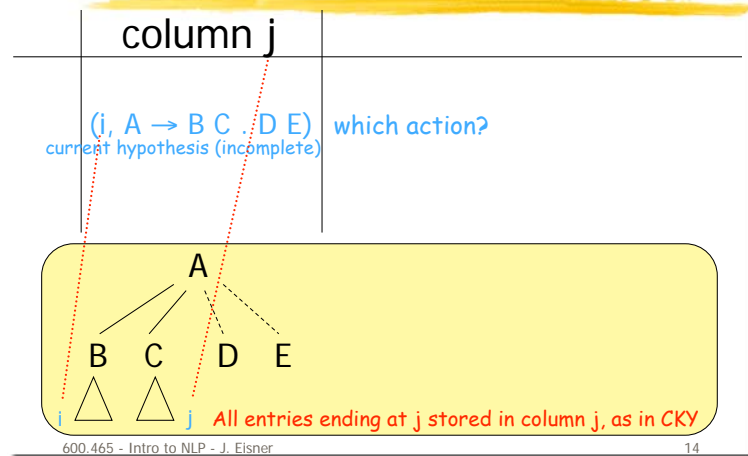 column j
(i, A → B C . D E) which action?
current hypothesis (incomplete)
A
B C D E
i j All entries ending at j stored in column j, as in CKY
600.465 - Intro to NLP - J. Eisner 14